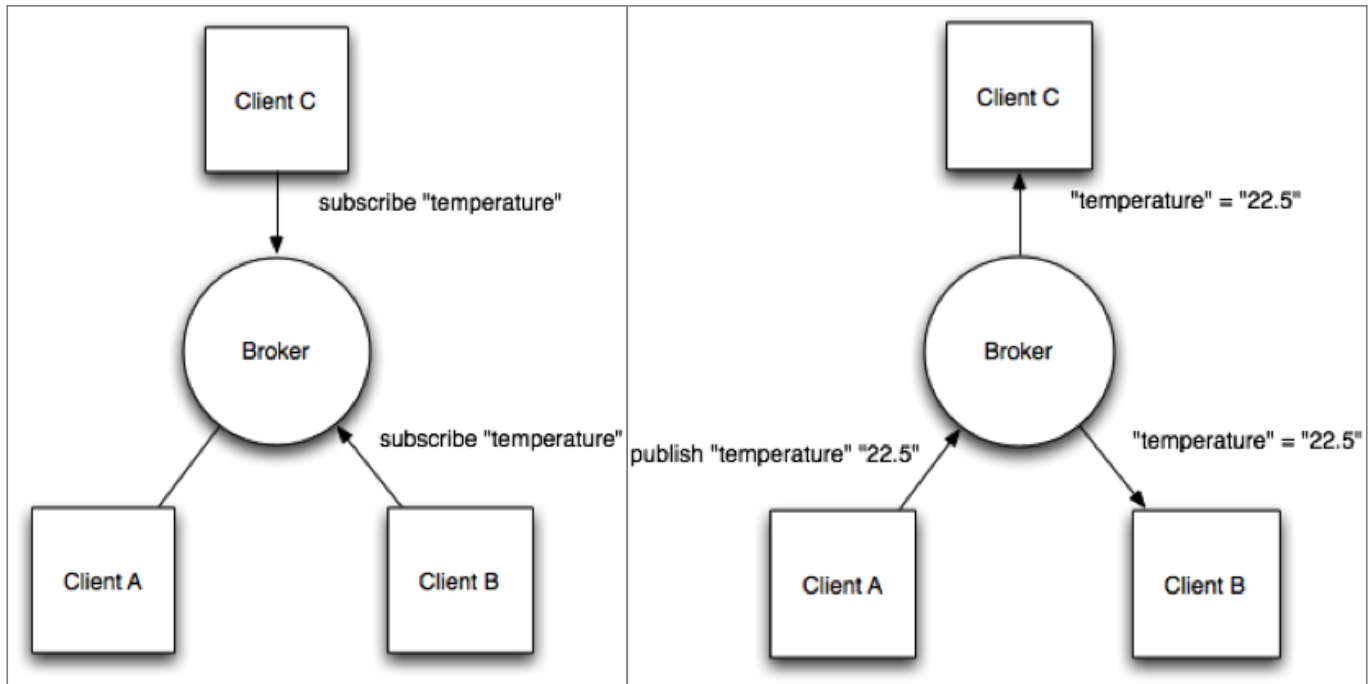 Client C
subscribe "temperature"
Broker
subscribe "temperature"
Client A
Client B
Client C
"temperature" = "22.5"
Broker
publish "temperature" "22.5"
"temperature" = "22.5"
Client A
Client B